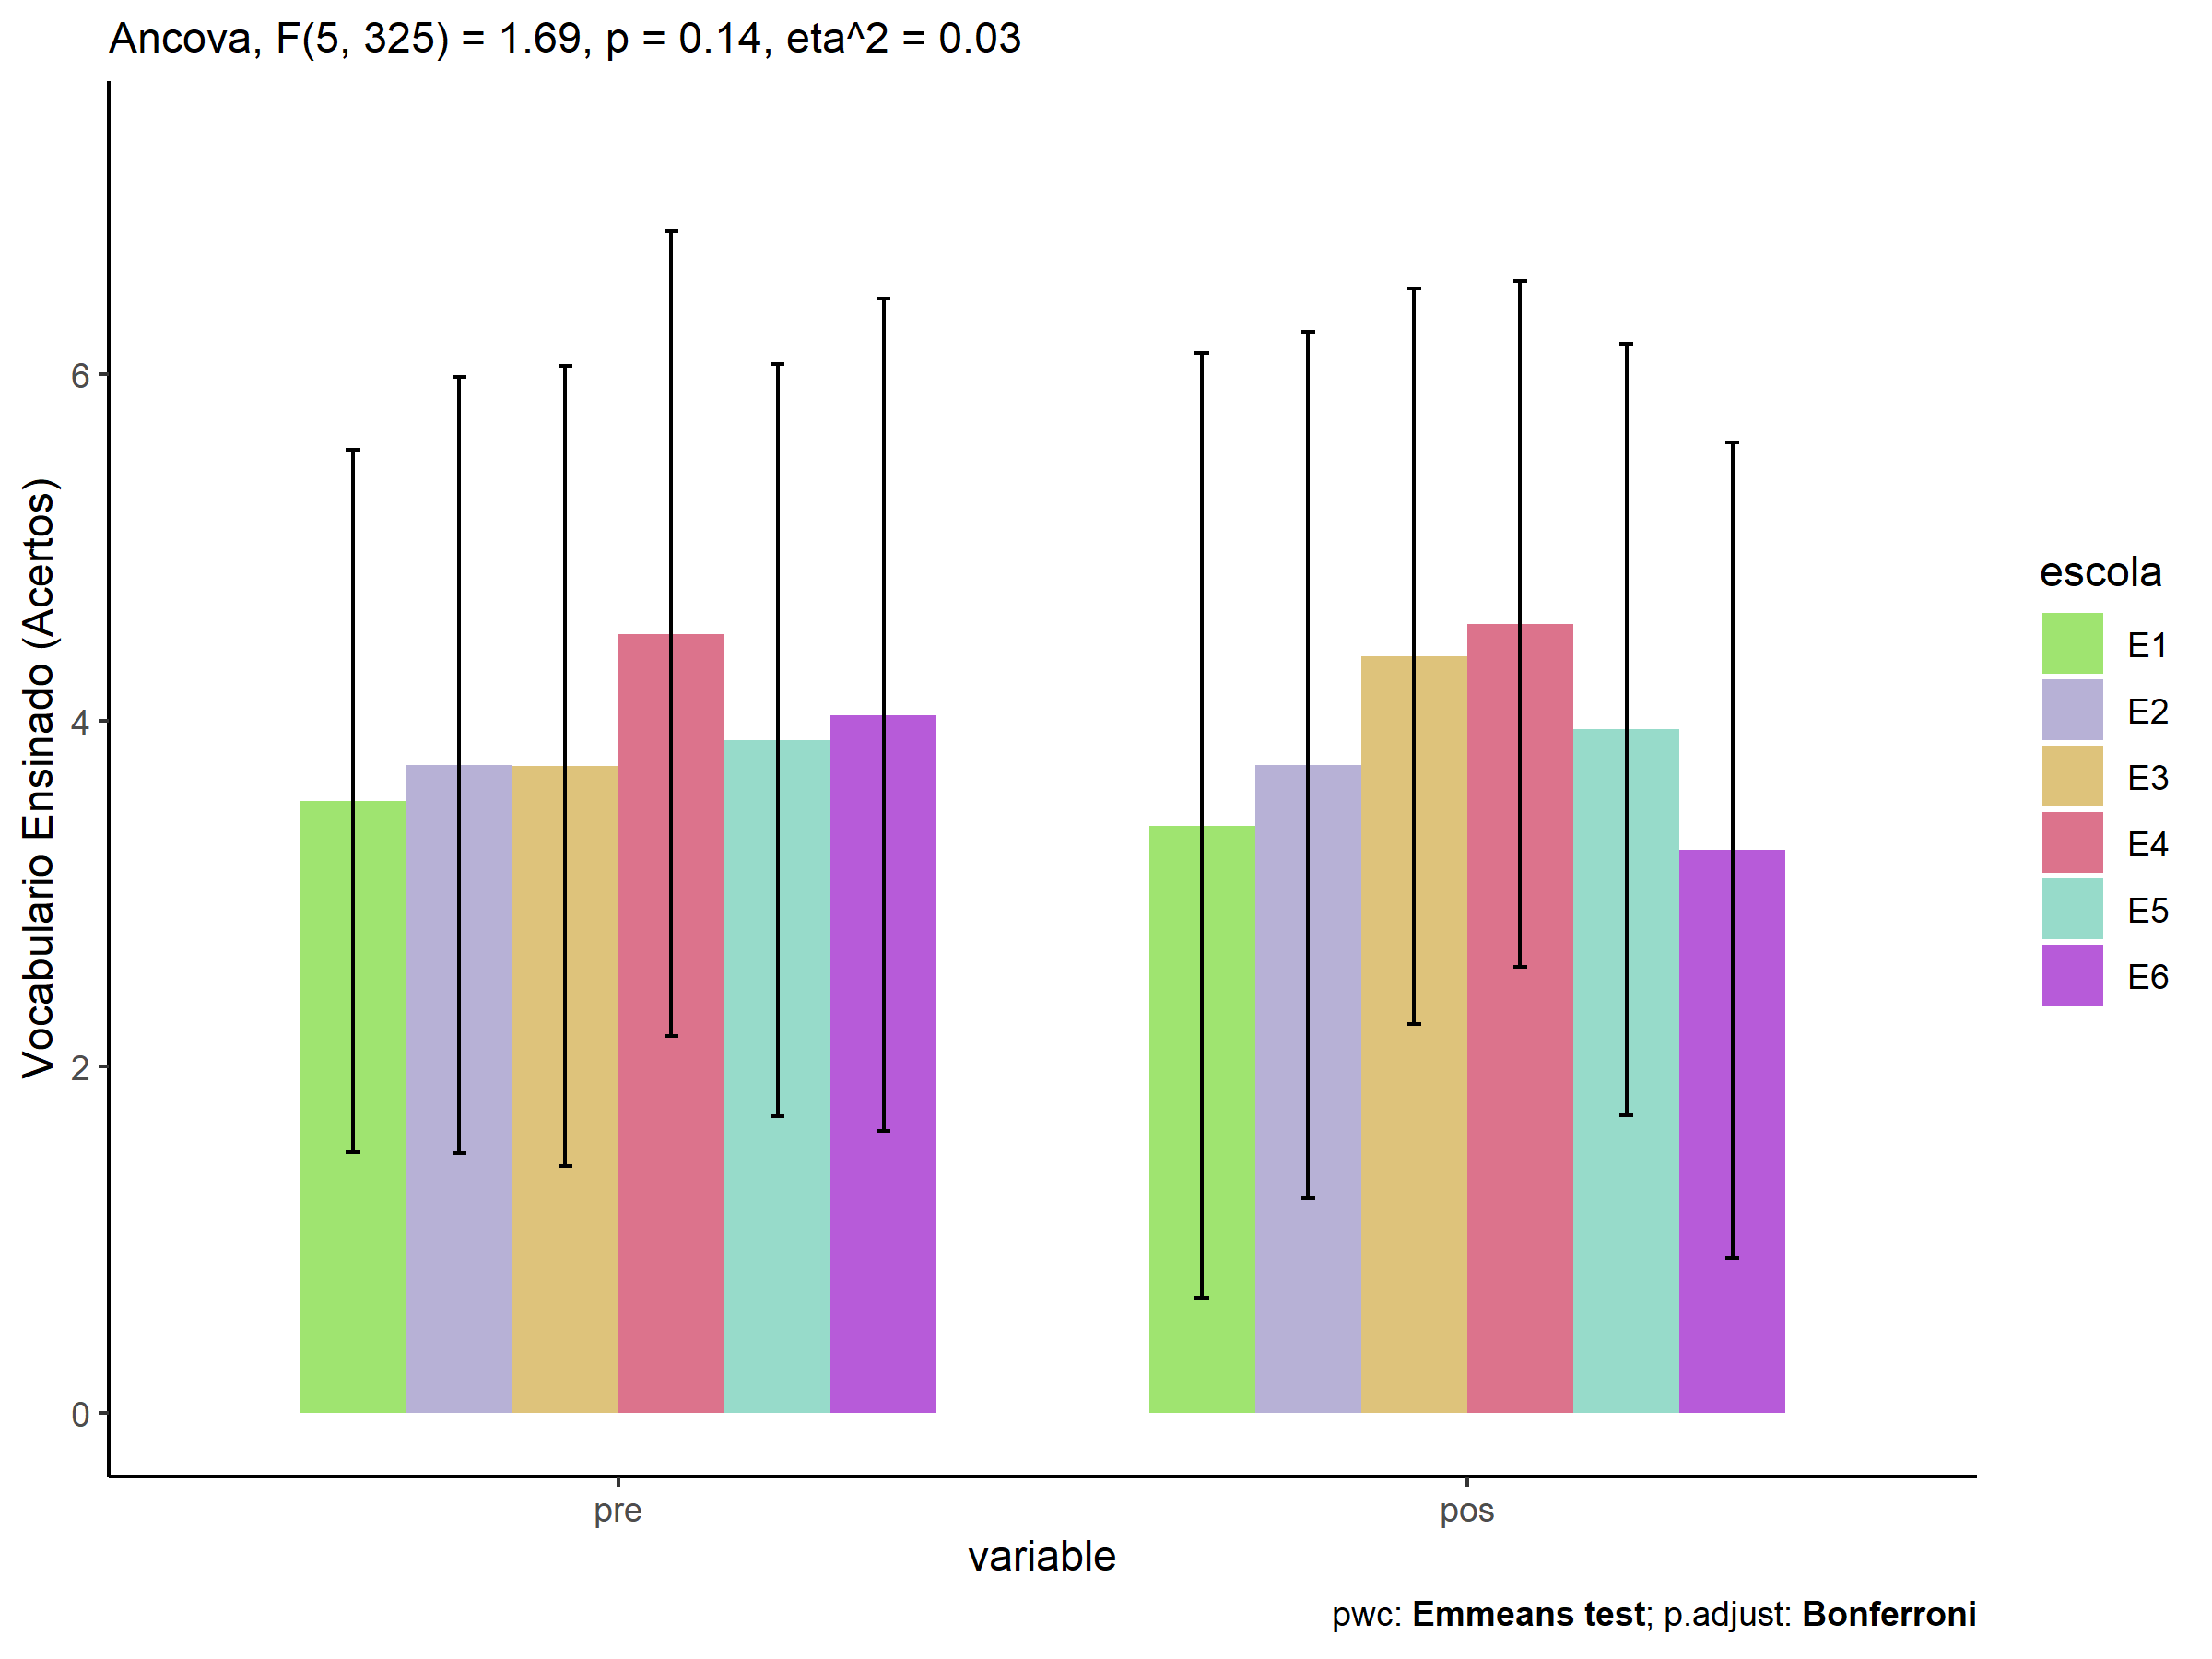 Ancova, F(5, 325) = 1.69, p = 0.14, eta^2 = 0.03
Vocabulario Ensinado (Acertos)
6
4
2
0
pre
pos
variable
escola
E1
E2
E3
E4
E5
E6
pwc: Emmeans test; p.adjust: Bonferroni